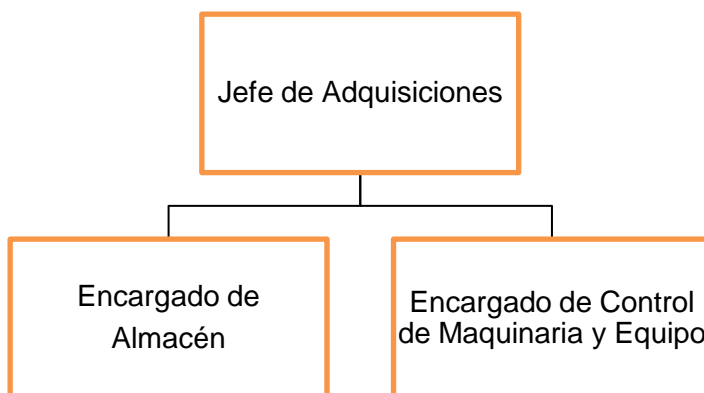 Jefe de Adquisiciones
Encargado de
Almacén
Encargado de Control
de Maquinaria y Equipo